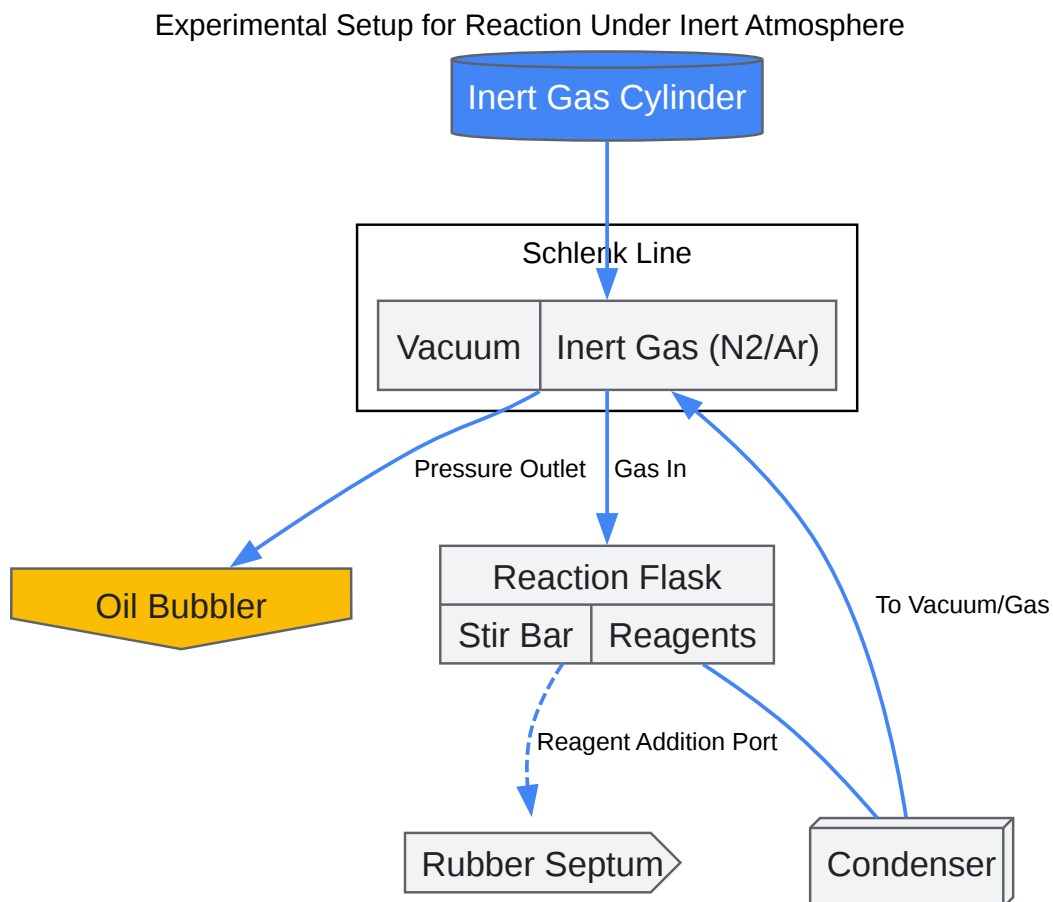 Experimental Setup for Reaction Under Inert Atmosphere
Inert Gas Cylinder
Schlenk Line
Vacuum
Inert Gas (N2/Ar)
Pressure Outlet
Gas In
Oil Bubbler
Reaction Flask
Stir Bar
Reagents
To Vacuum/Gas
Reagent Addition Port
Rubber Septum
Condenser